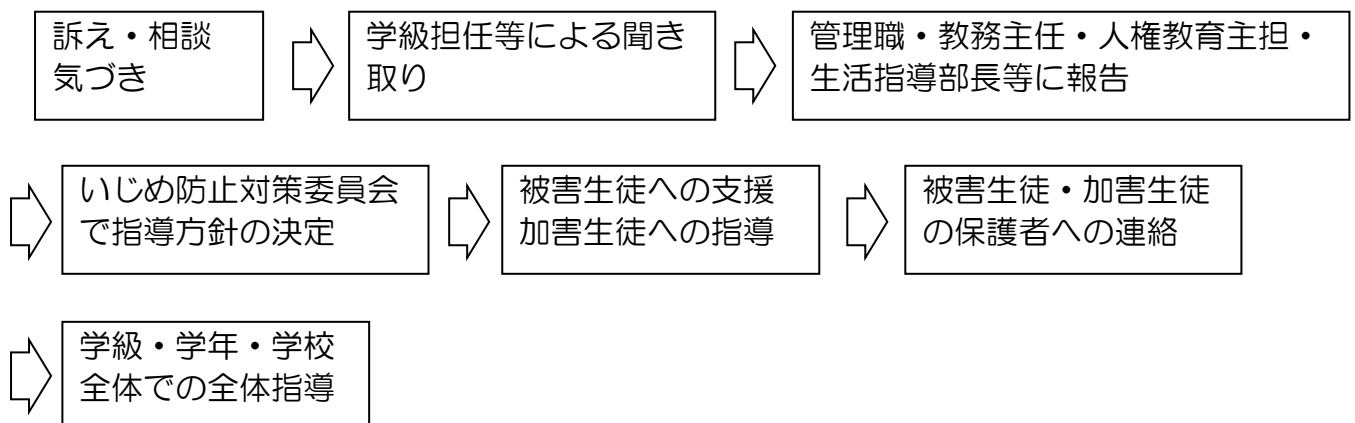 訴え・相談
気づき
学級担任等による聞き
取り
管理職・教務主任・人権教育主担・
生活指導部長等に報告
いじめ防止対策委員会
で指導方針の決定
被害生徒への支援
加害生徒への指導
被害生徒・加害生徒
の保護者への連絡
学級・学年・学校
全体での全体指導